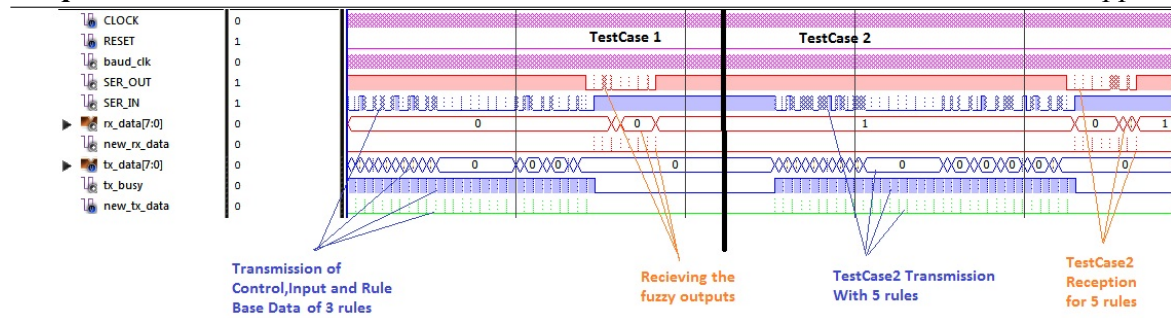 CLOCK 0
RESET 1 TestCase 1 TestCase 2
baud_clk 0
SER_OUT 1
SER_IN 1
rx_data[7:0] 0 0 0 1 0 1
new_rx_data 0
tx_data[7:0] 0 0 0 0 0 0 0 0 0 0 0
tx_busy 0
new_tx_data 0
Transmission of
Control,Input and Rule
Base Data of 3 rules
Recieving the
fuzzy outputs
TestCase2 Transmission
With 5 rules
TestCase2
Reception
for 5 rules